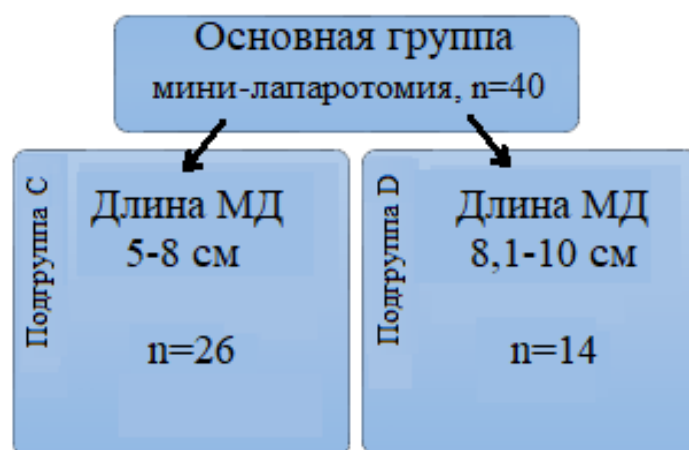 Основная группа
мини-лапаротомия, n=40
Подгруппа С
Длина МД
5-8 см
n=26
Подгруппа D
Длина МД
8,1-10 см
n=14